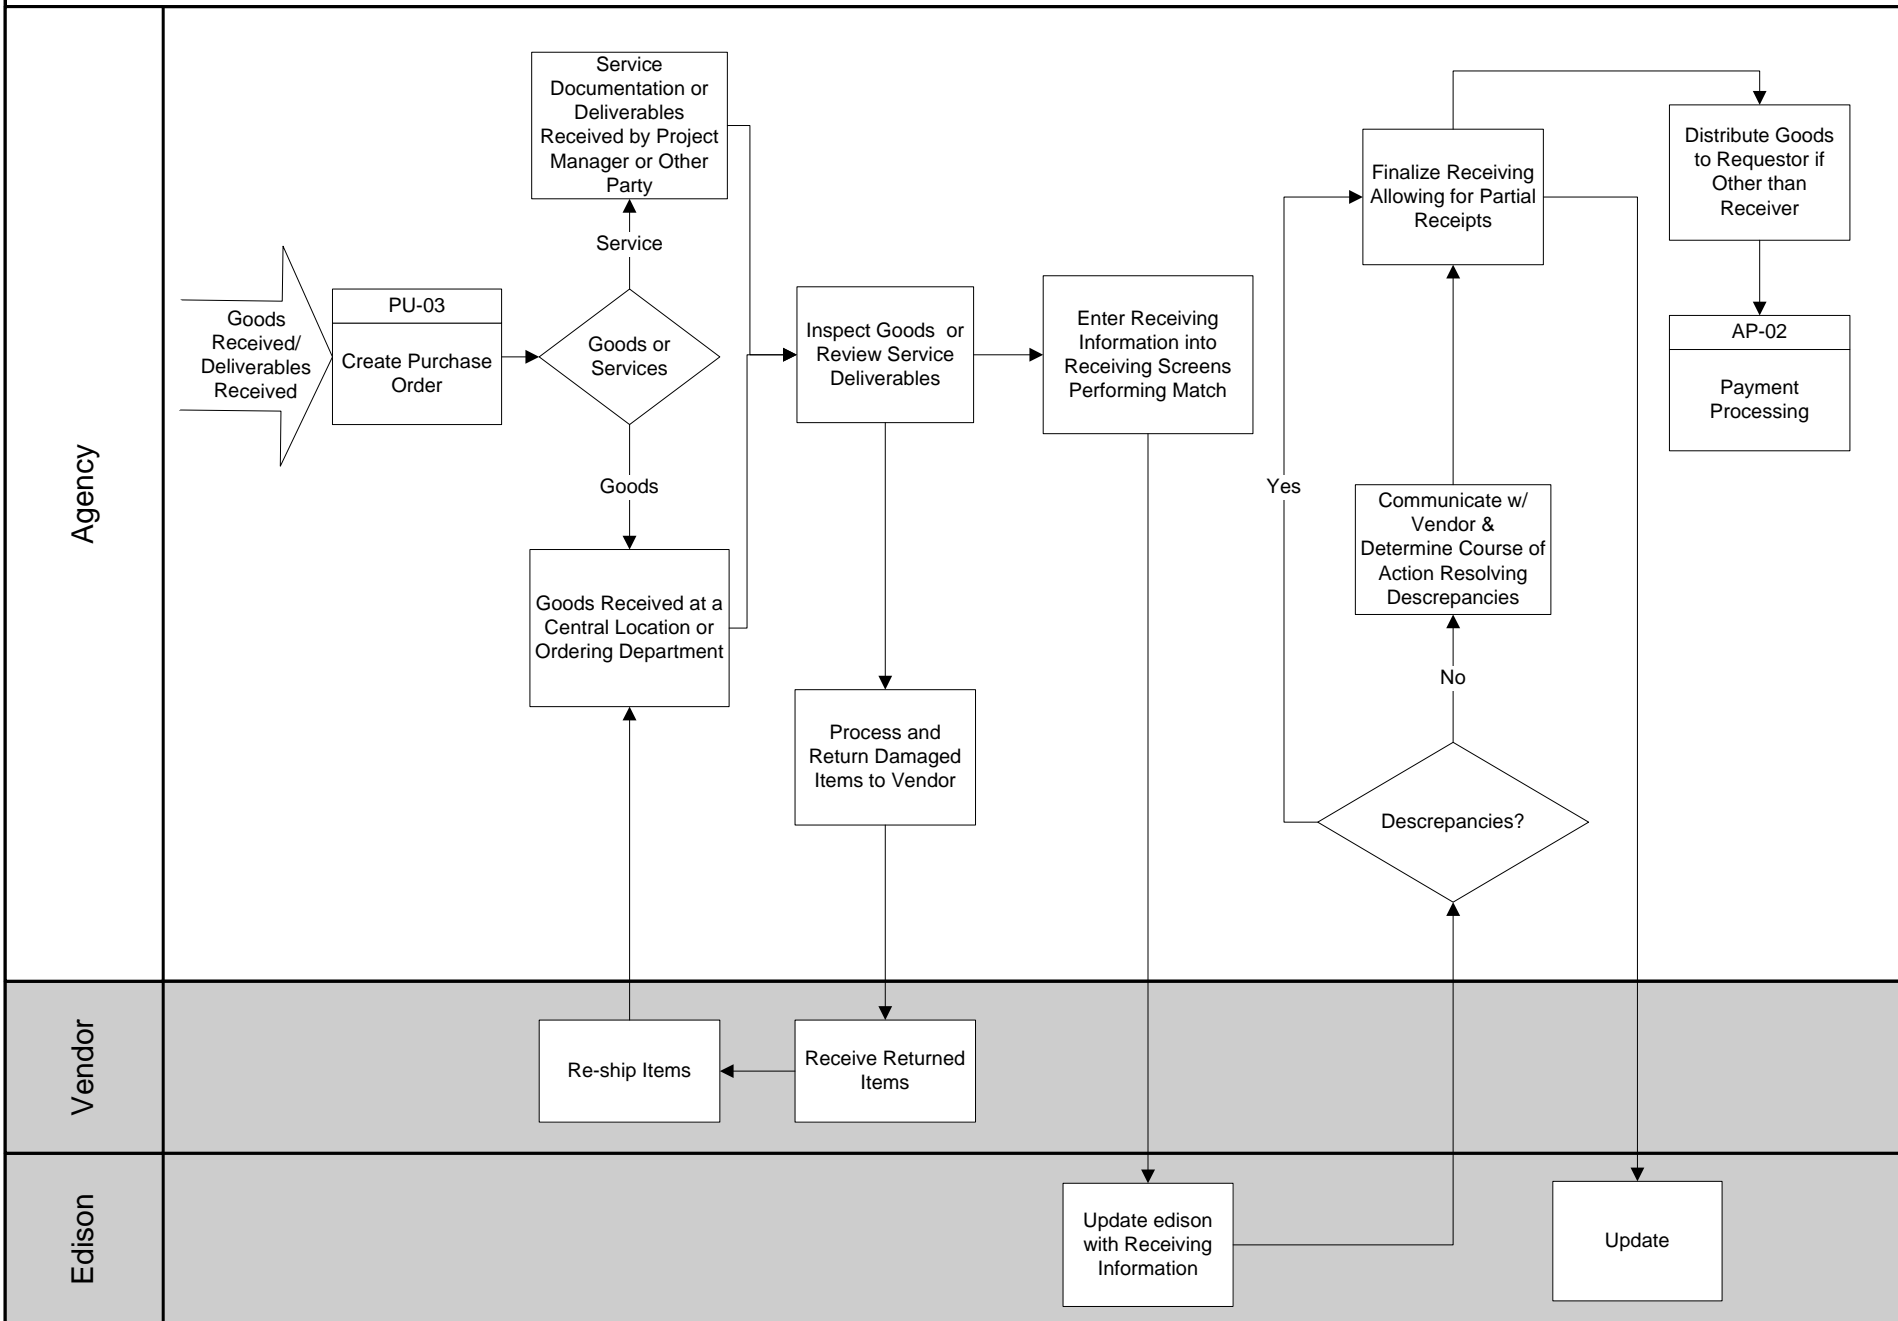 Agency
Goods
Received/
Deliverables
Received
PU-03
Create Purchase
Order
Goods or
Services
Service
Service
Documentation or
Deliverables
Received by Project
Manager or Other
Party
Goods
Goods Received at a
Central Location or
Ordering Department
Inspect Goods or
Review Service
Deliverables
Process and
Return Damaged
Items to Vendor
Enter Receiving
Information into
Receiving Screens
Performing Match
Yes
Finalize Receiving
Allowing for Partial
Receipts
Communicate w/
Vendor &
Determine Course of
Action Resolving
Descrepancies
No
Descrepancies?
Distribute Goods
to Requestor if
Other than
Receiver
AP-02
Payment
Processing
Vendor
Re-ship Items
Receive Returned
Items
Edison
Update edison
with Receiving
Information
Update